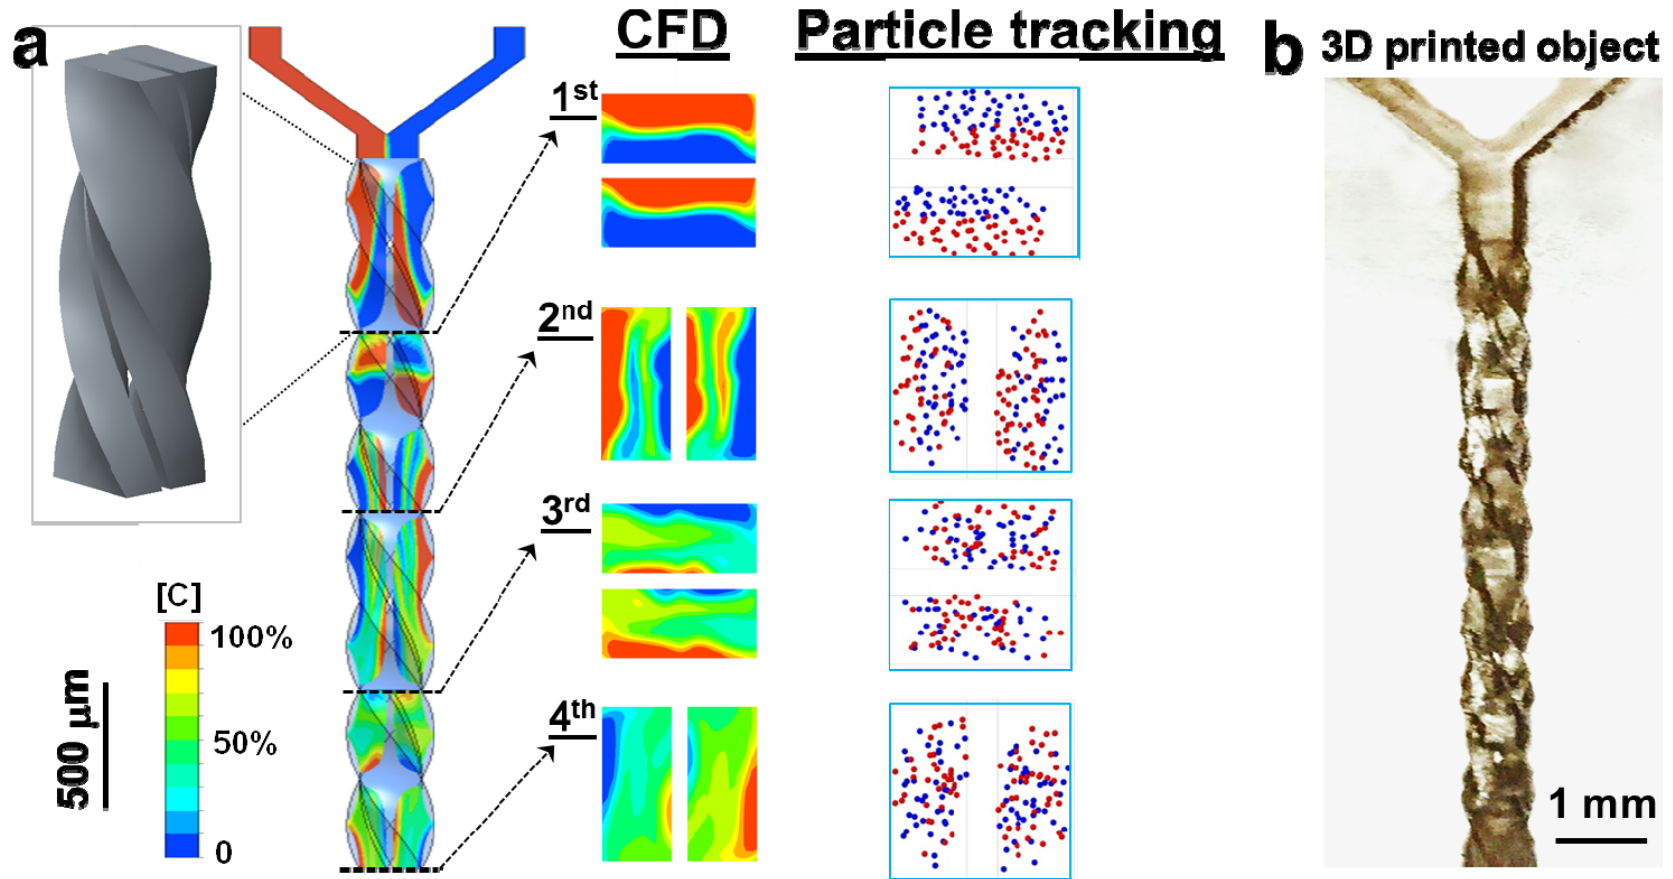 a
CFD
Particle tracking
b 3D printed object
1st
2nd
3rd
4th
[C]
100%
50%
0
500 μm
1 mm